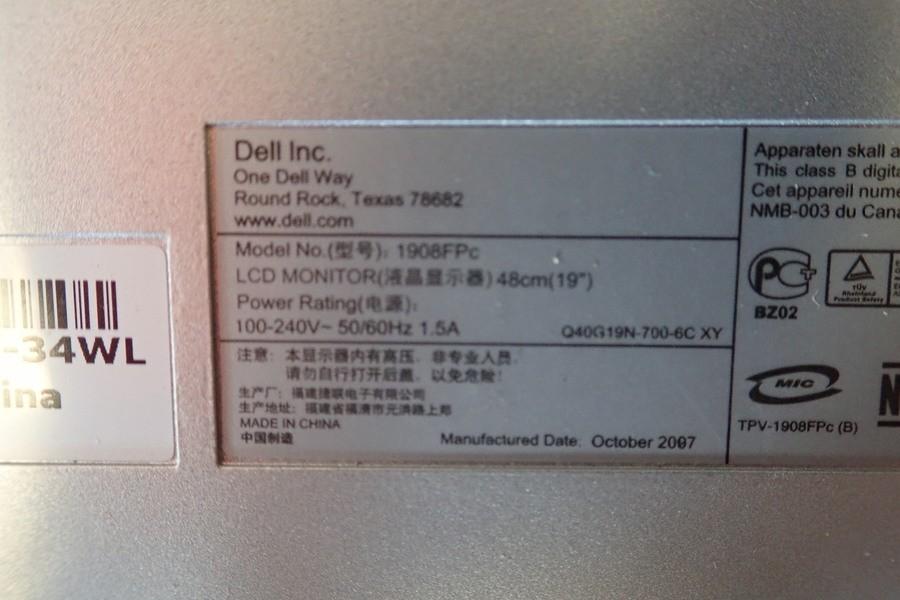 Dell Inc.
One Dell Way
Round Rock, Texas 78682
www.dell.com
Model No.(型号): 1908FPc
LCD MONITOR(液晶显示器) 48cm(19")
Power Rating(电源):
100-240V~ 50/60Hz 1.5A
Q40G19N-700-6C XY
注意: 本显示器内有高压, 非专业人员,
请勿自行打开后盖, 以免危险!
生产厂: 福建捷联电子有限公司
生产地址: 福建省福清市元洪路上郑
MADE IN CHINA
中国制造
Manufactured Date: October 2007
Apparaten skall a
This class B digita
Cet appareil nume
NMB-003 du Cana
BZ02
TÜV
Rheinland
Product Safety
MIC
TPV-1908FPc (B)
N
-34WL
ina